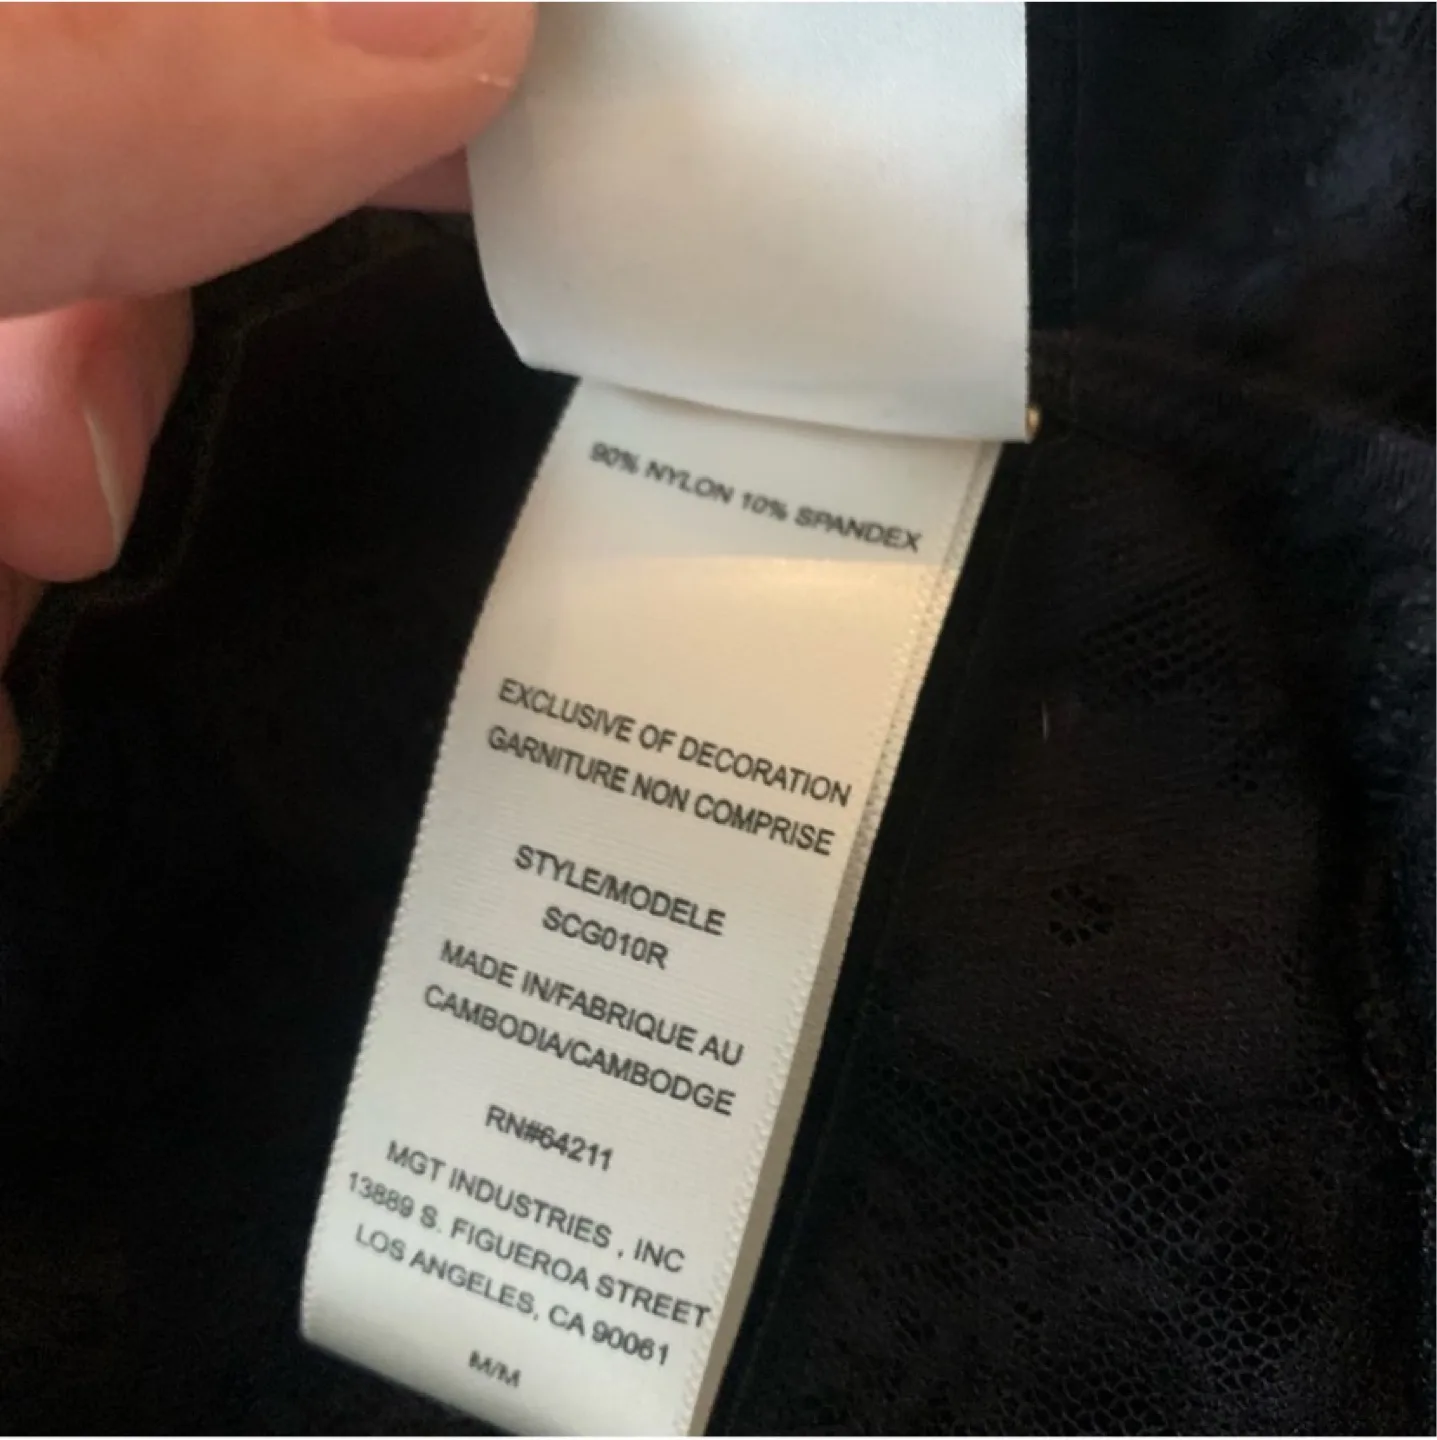 90% NYLON 10% SPANDEX
EXCLUSIVE OF DECORATION
GARNITURE NON COMPRISE
STYLE/MODELE
SCG010R
MADE IN/FABRIQUE AU
CAMBODIA/CAMBODGE
RN#64211
MGT INDUSTRIES , INC
13889 S. FIGUEROA STREET
LOS ANGELES, CA 90061
M/M